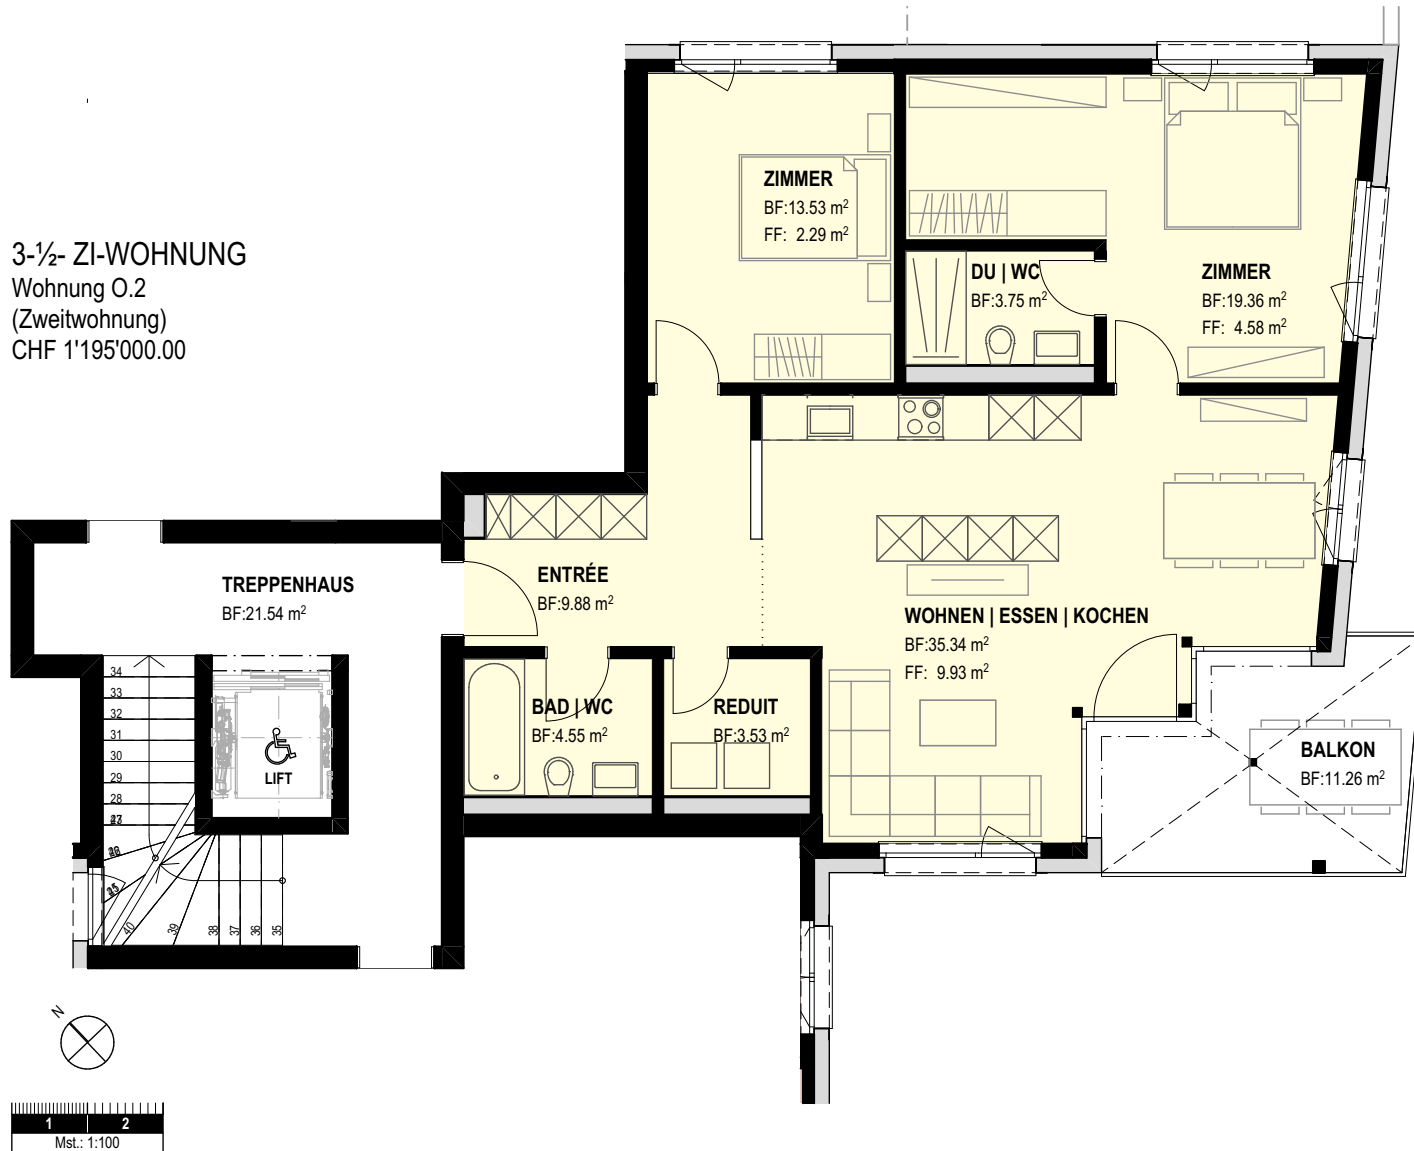 3-½- ZI-WOHNUNG
Wohnung O.2
(Zweitwohnung)
CHF 1'195'000.00
ZIMMER
BF:13.53 m²
FF: 2.29 m²
DU | WC
BF:3.75 m²
ZIMMER
BF:19.36 m²
FF: 4.58 m²
TREPPENHAUS
BF:21.54 m²
ENTRÉE
BF:9.88 m²
WOHNEN | ESSEN | KOCHEN
BF:35.34 m²
FF: 9.93 m²
BAD | WC
BF:4.55 m²
REDUIT
BF:3.53 m²
BALKON
BF:11.26 m²
LIFT
34
33
32
31
30
29
28
40
39
38
37
36
35
N
1 2
Mst.: 1:100